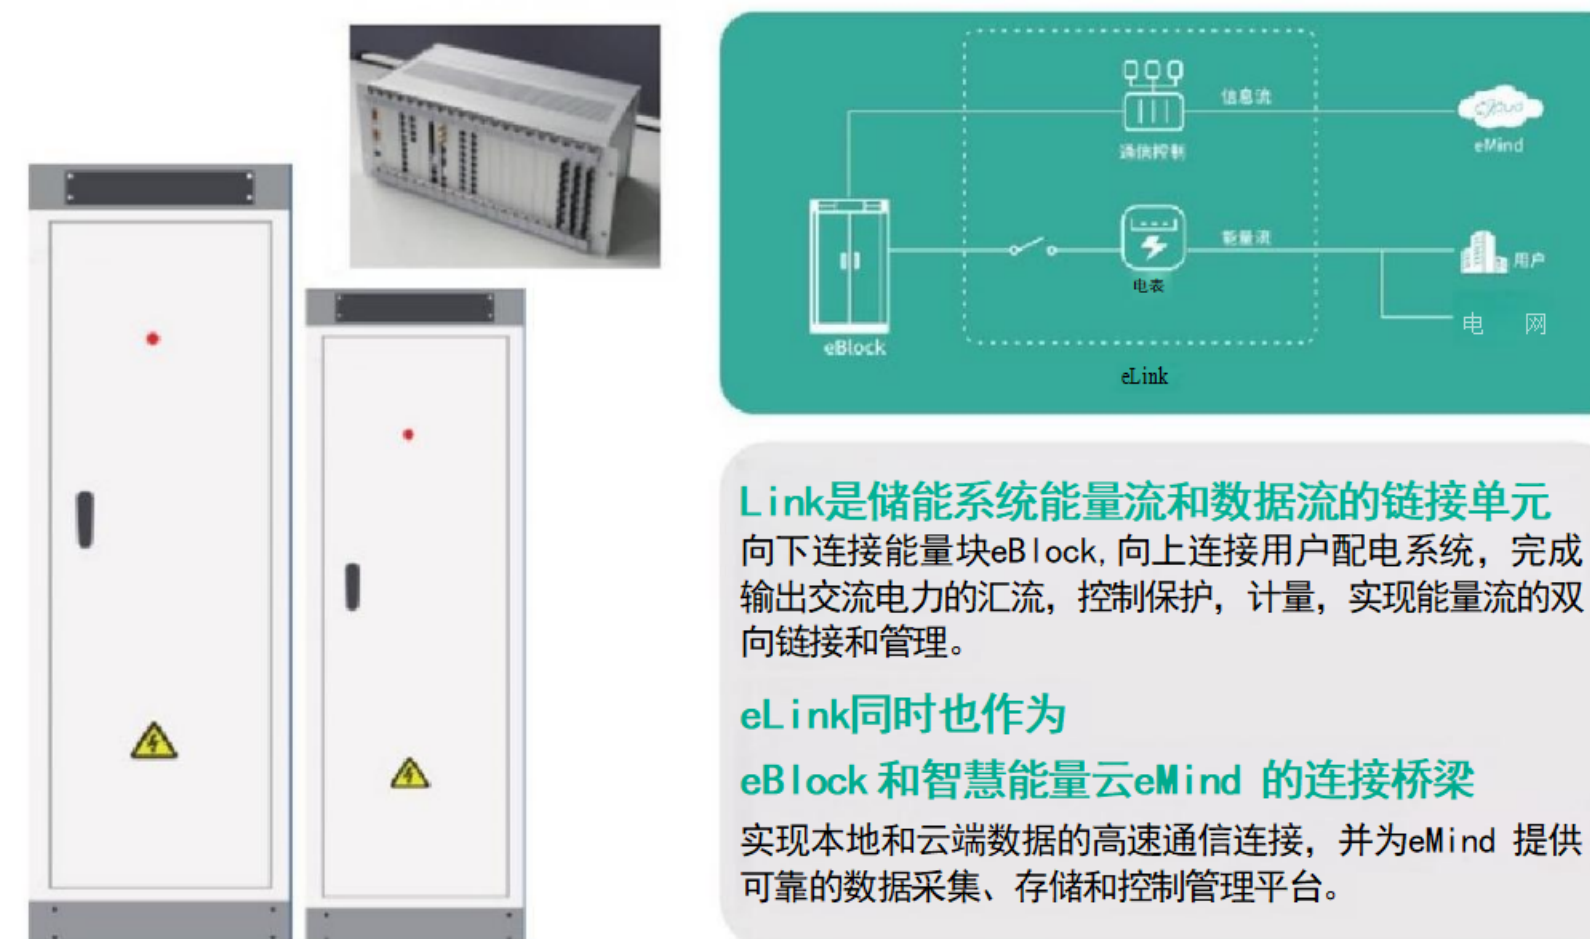 信息流
cloud
eMind
通信控制
能量流
用户
电表
电 网
eBlock
eLink
Link是储能系统能量流和数据流的链接单元
向下连接能量块eBlock,向上连接用户配电系统，完成
输出交流电力的汇流，控制保护，计量，实现能量流的双
向链接和管理。
eLink同时也作为
eBlock 和智慧能量云eMind 的连接桥梁
实现本地和云端数据的高速通信连接，并为eMind 提供
可靠的数据采集、存储和控制管理平台。